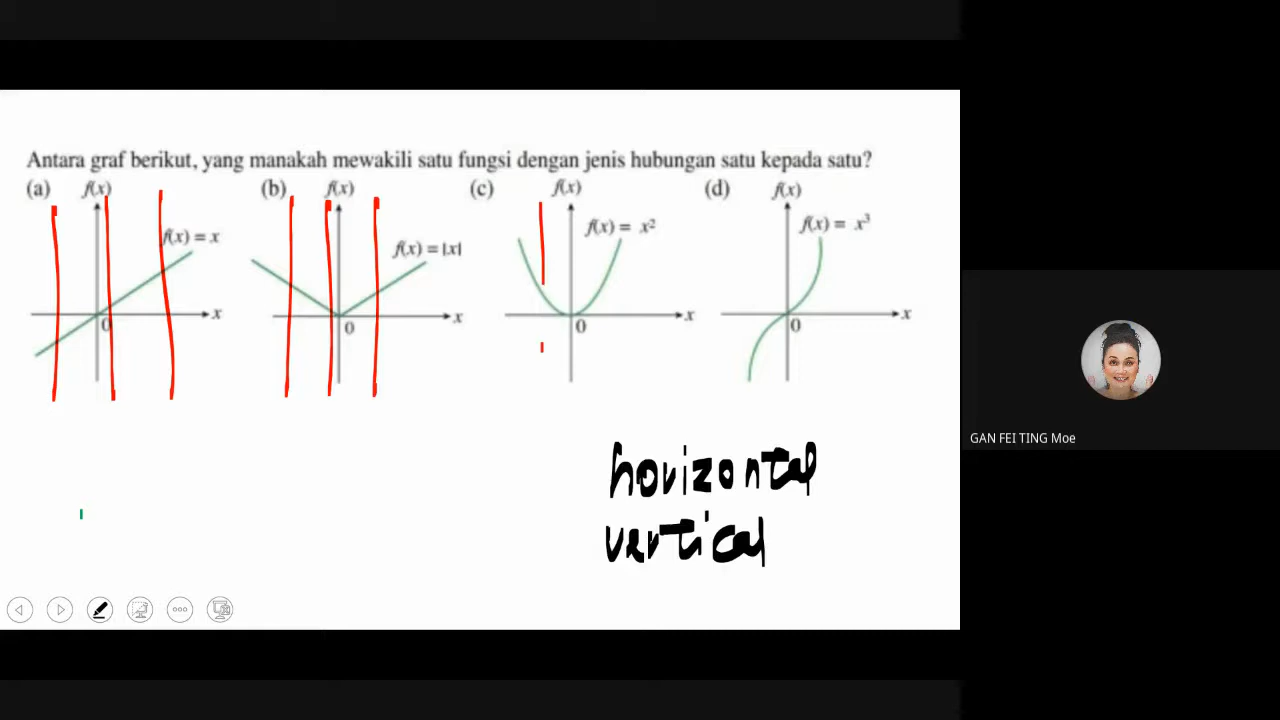 Antara graf berikut, yang manakah mewakili satu fungsi dengan jenis hubungan satu kepada satu?
(a) f(x) (b) f(x) (c) f(x) (d) f(x)
f(x) = x f(x) = |x| f(x) = x² f(x) = x³
x x x x
0 0 0 0
horizontal
vertical
GAN FEI TING Moe